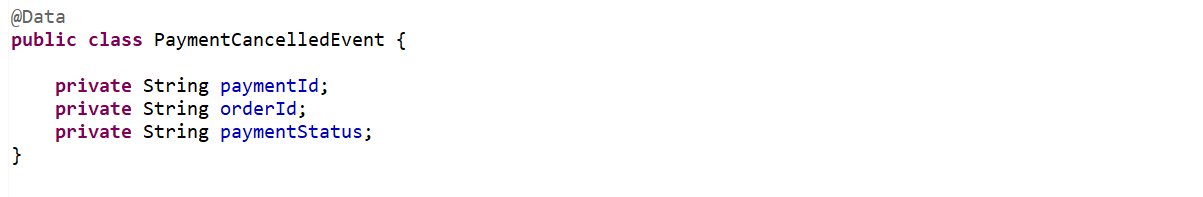 @Data
public class PaymentCancelledEvent {
    private String paymentId;
    private String orderId;
    private String paymentStatus;
}